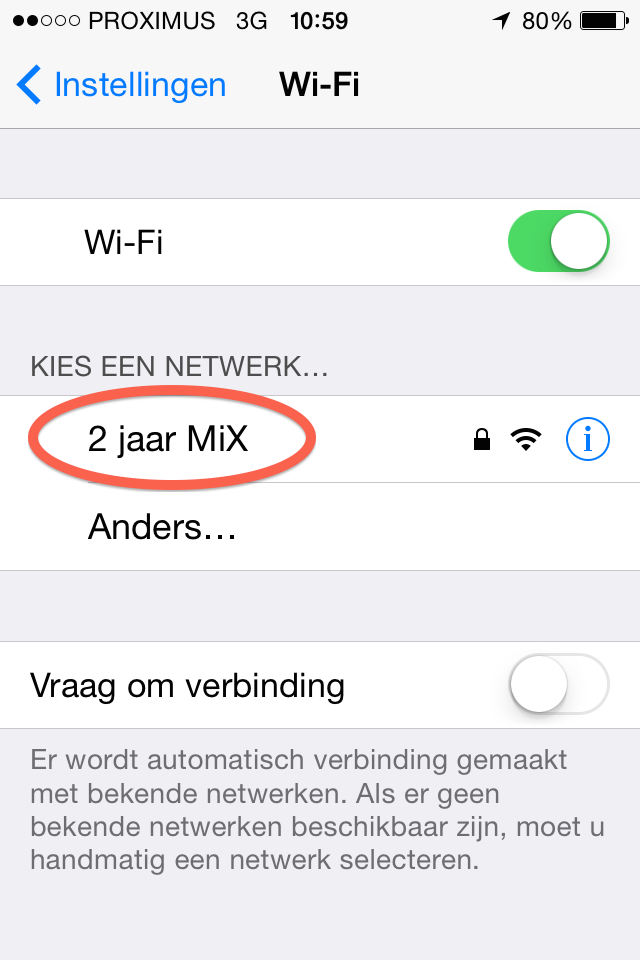 PROXIMUS 3G 10:59 80%
Instellingen Wi-Fi
Wi-Fi
KIES EEN NETWERK...
2 jaar MiX
Anders...
Vraag om verbinding
Er wordt automatisch verbinding gemaakt
met bekende netwerken. Als er geen
bekende netwerken beschikbaar zijn, moet u
handmatig een netwerk selecteren.